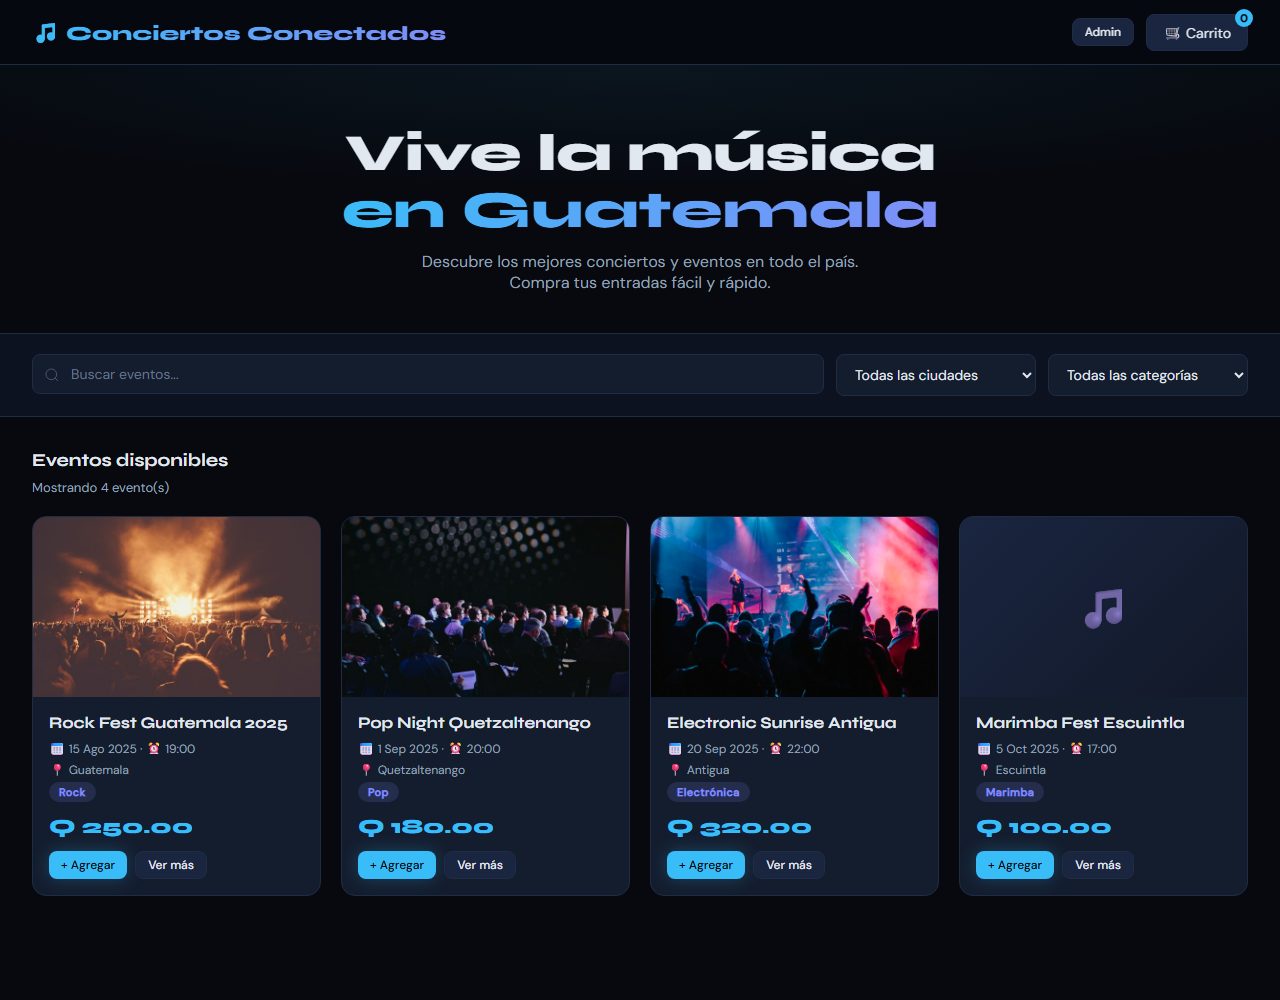 Conciertos Conectados
Admin
Carrito
0
Vive la música
en Guatemala
Descubre los mejores conciertos y eventos en todo el país.
Compra tus entradas fácil y rápido.
Buscar eventos...
Todas las ciudades
Todas las categorías
Eventos disponibles
Mostrando 4 evento(s)
Rock Fest Guatemala 2025
15 Ago 2025 · 19:00
Guatemala
Rock
Q 250.00
+ Agregar
Ver más
Pop Night Quetzaltenango
1 Sep 2025 · 20:00
Quetzaltenango
Pop
Q 180.00
+ Agregar
Ver más
Electronic Sunrise Antigua
20 Sep 2025 · 22:00
Antigua
Electrónica
Q 320.00
+ Agregar
Ver más
Marimba Fest Escuintla
5 Oct 2025 · 17:00
Escuintla
Marimba
Q 100.00
+ Agregar
Ver más